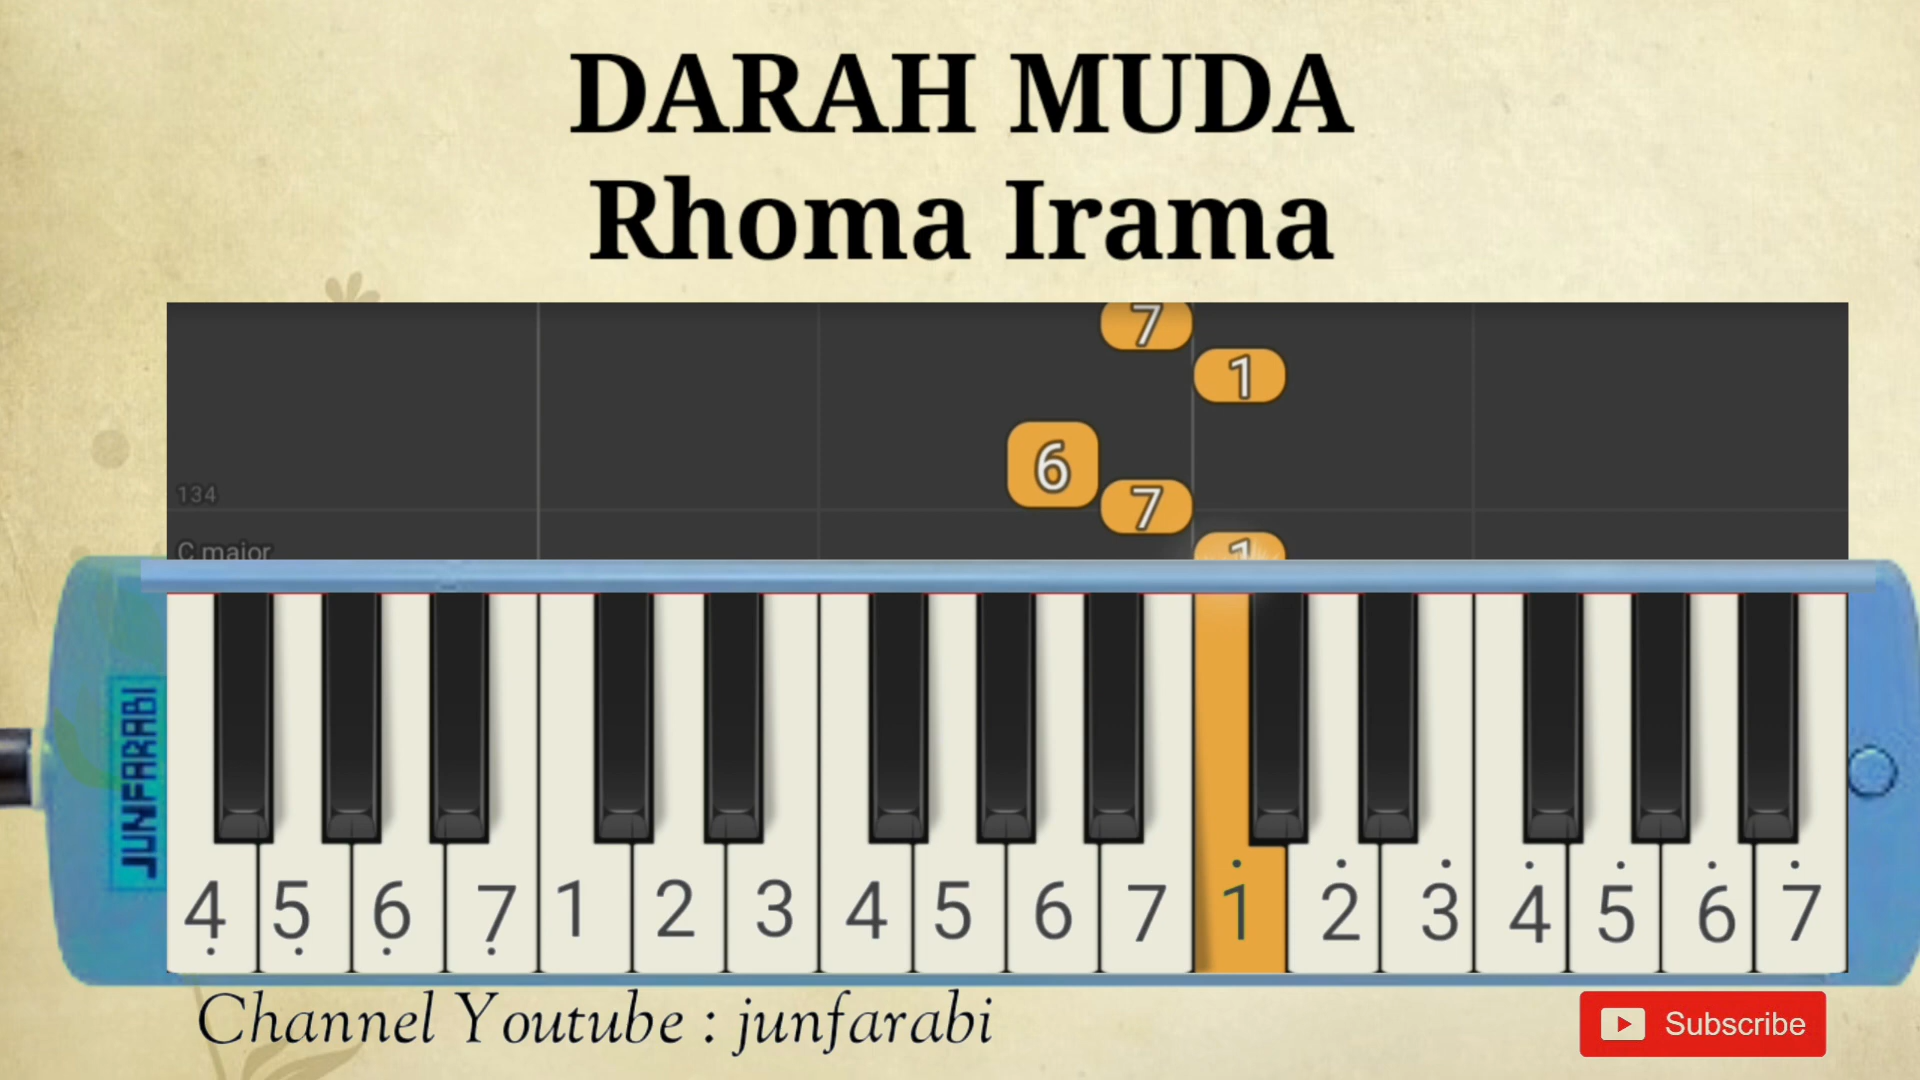 DARAH MUDA
Rhoma Irama
7
1
6
134
7
C major
1
JUNFARABI
4̣ 5̣ 6̣ 7̣ 1 2 3 4 5 6 7 1̇ 2̇ 3̇ 4̇ 5̇ 6̇ 7̇
Channel Youtube : junfarabi
Subscribe